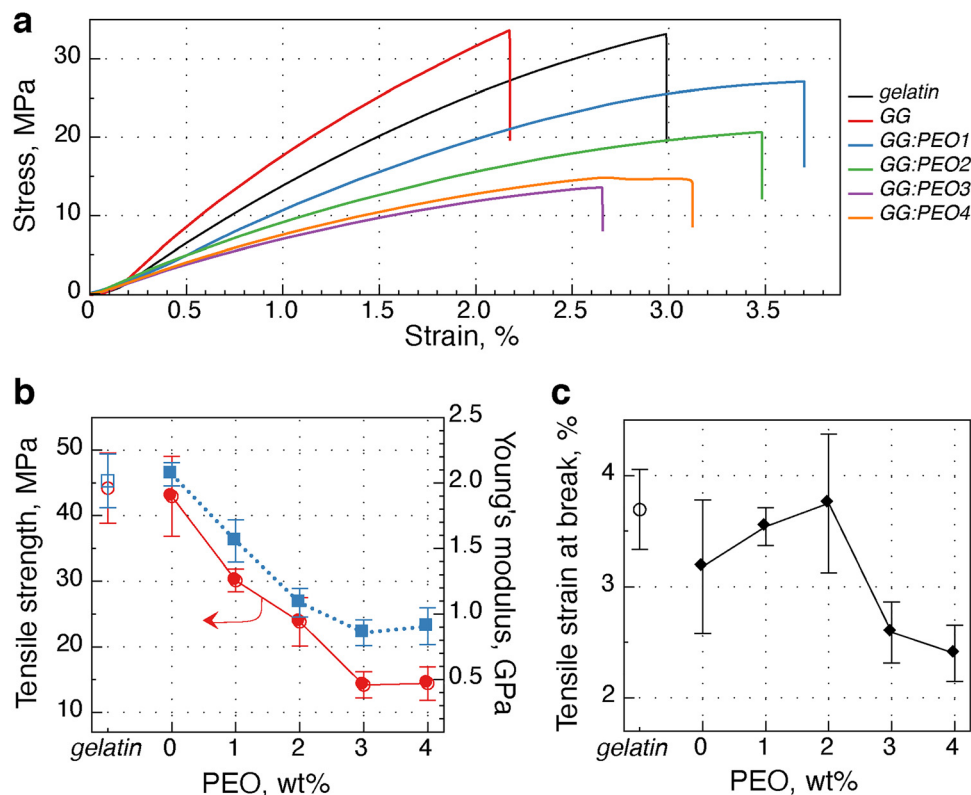 a
Stress, MPa
30
20
10
0
0
0.5
1.0
1.5
2.0
2.5
3.0
3.5
Strain, %
gelatin
GG
GG:PEO1
GG:PEO2
GG:PEO3
GG:PEO4
b
Tensile strength, MPa
50
40
30
20
10
2.5
2.0
1.5
1.0
0.5
Young's modulus, GPa
gelatin 0 1 2 3 4
PEO, wt%
c
Tensile strain at break, %
4
3
2
gelatin 0 1 2 3 4
PEO, wt%